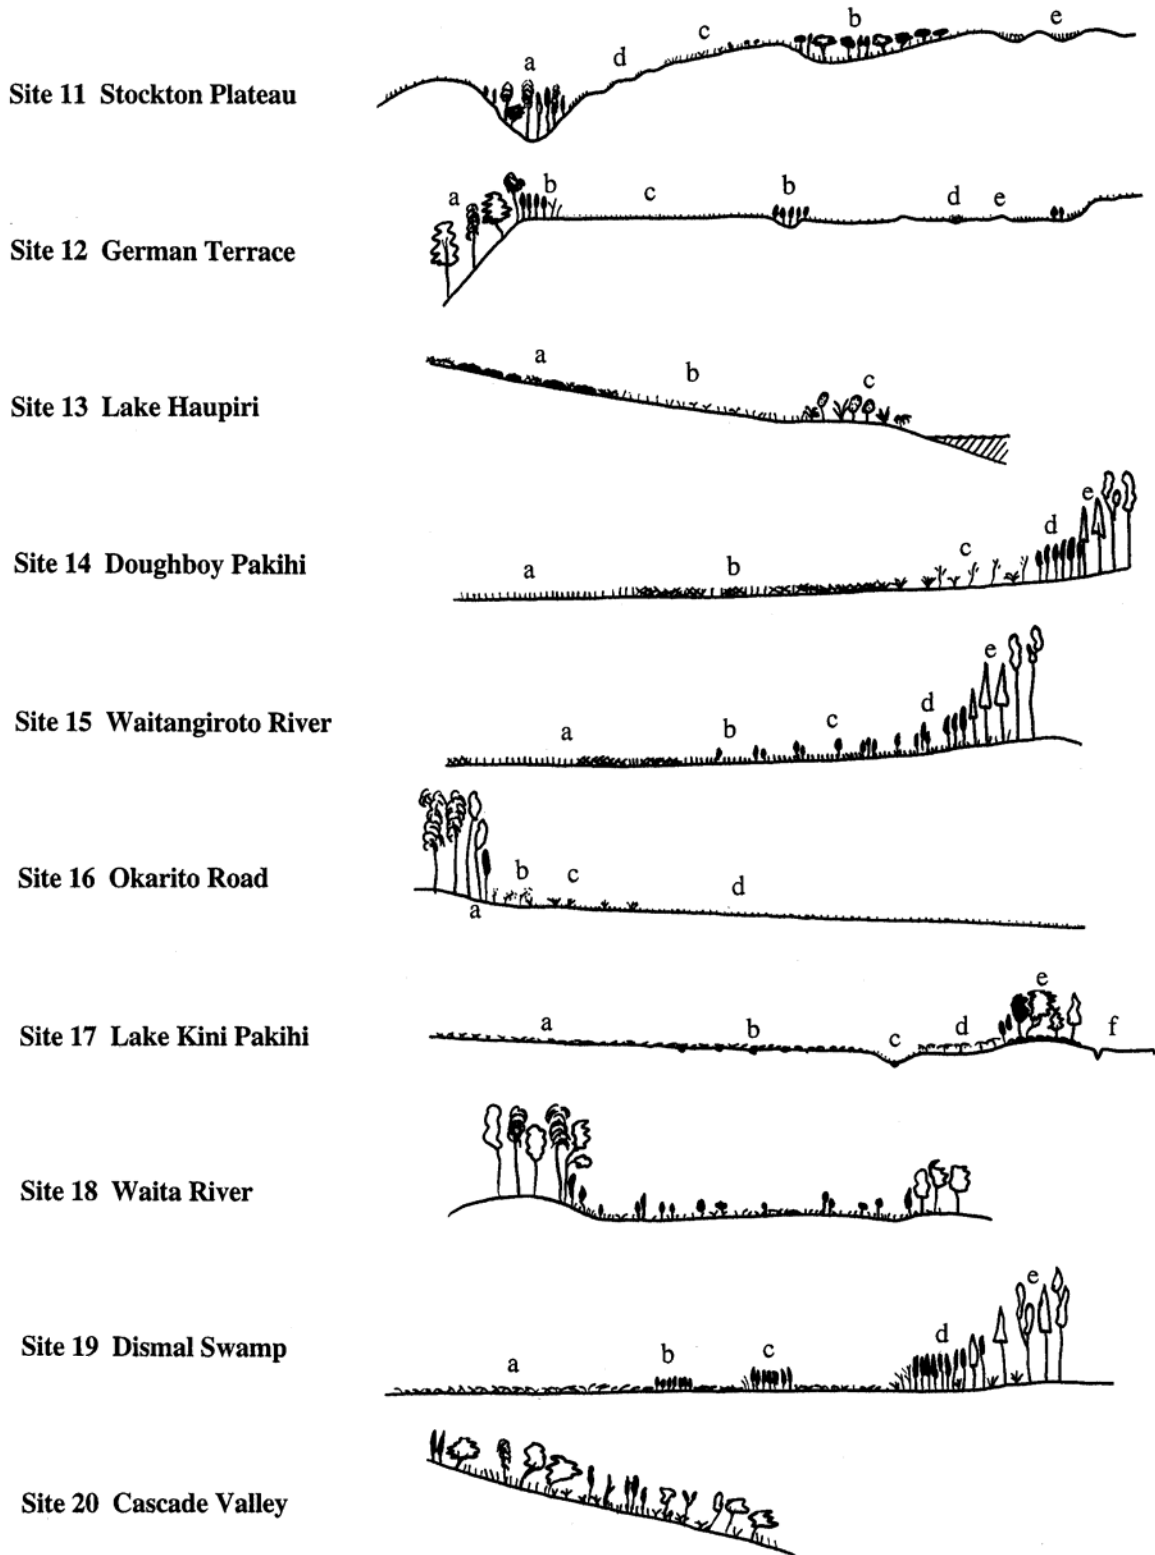 a d c b e
Site 11 Stockton Plateau
a b c b d e
Site 12 German Terrace
a b c
Site 13 Lake Haupiri
a b c d e
Site 14 Doughboy Pakihi
a b c d e
Site 15 Waitangiroto River
b c d
Site 16 Okarito Road
a
a b c d e f
Site 17 Lake Kini Pakihi
Site 18 Waita River
a b c d e
Site 19 Dismal Swamp
Site 20 Cascade Valley